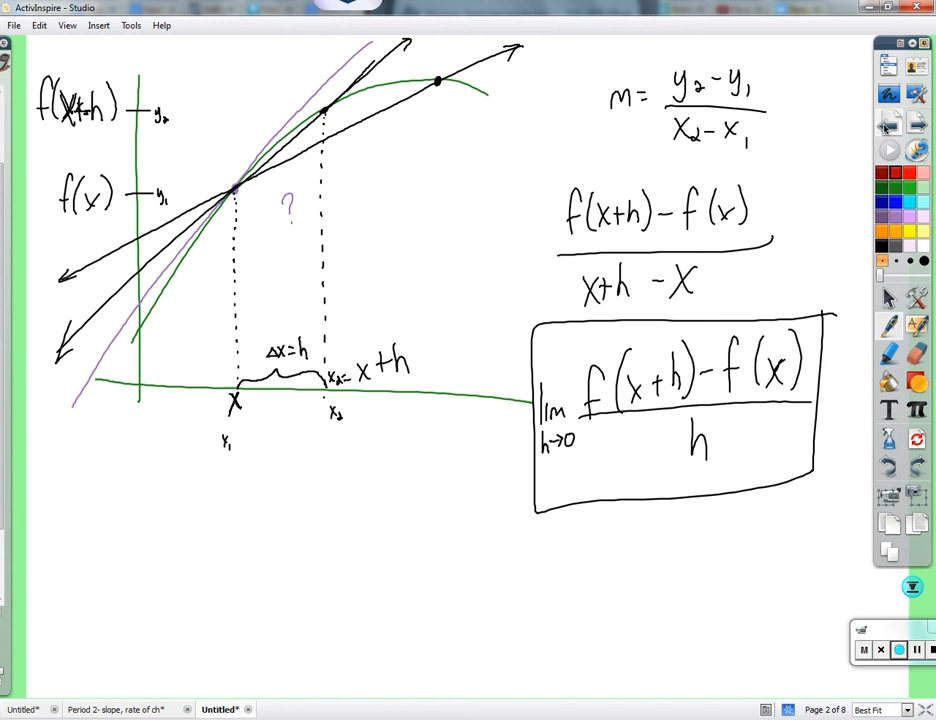 ActivInspire - Studio
File Edit View Insert Tools
f(x+h)
y₂
f(x)
y₁
?
Δx=h
x₂= x+h
x
x₂
x₁
m= y₂-y₁
x₂-x₁
f(x+h)-f(x)
x+h -x
lim f(x+h)-f(x)
h→0 h
T π
M
Untitled* Period 2- slope, rate of ch* Untitled*
Page 2 of 8 Best Fit